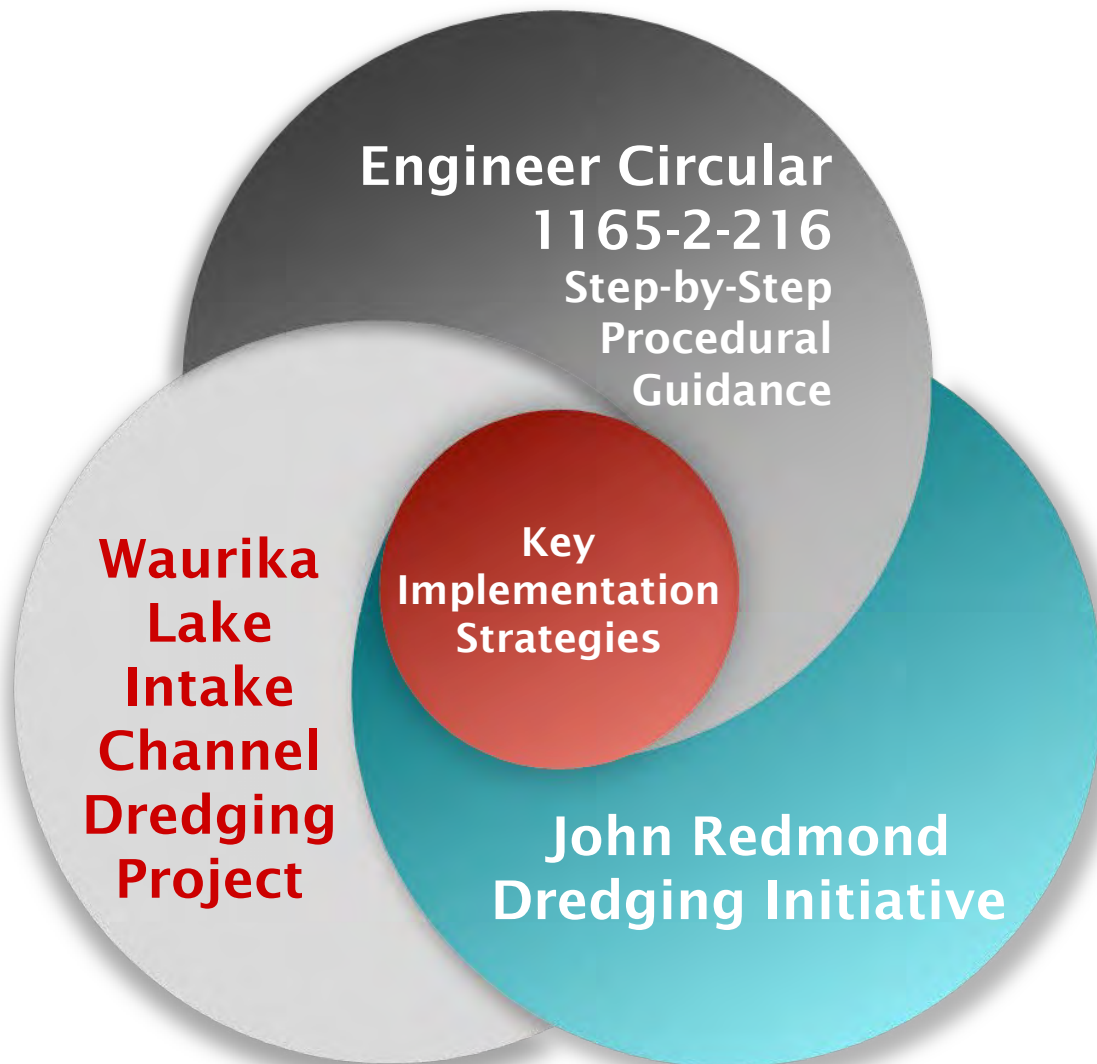 Engineer Circular
1165-2-216
Step-by-Step
Procedural
Guidance
Key
Implementation
Strategies
Waurika
Lake
Intake
Channel
Dredging
Project
John Redmond
Dredging Initiative